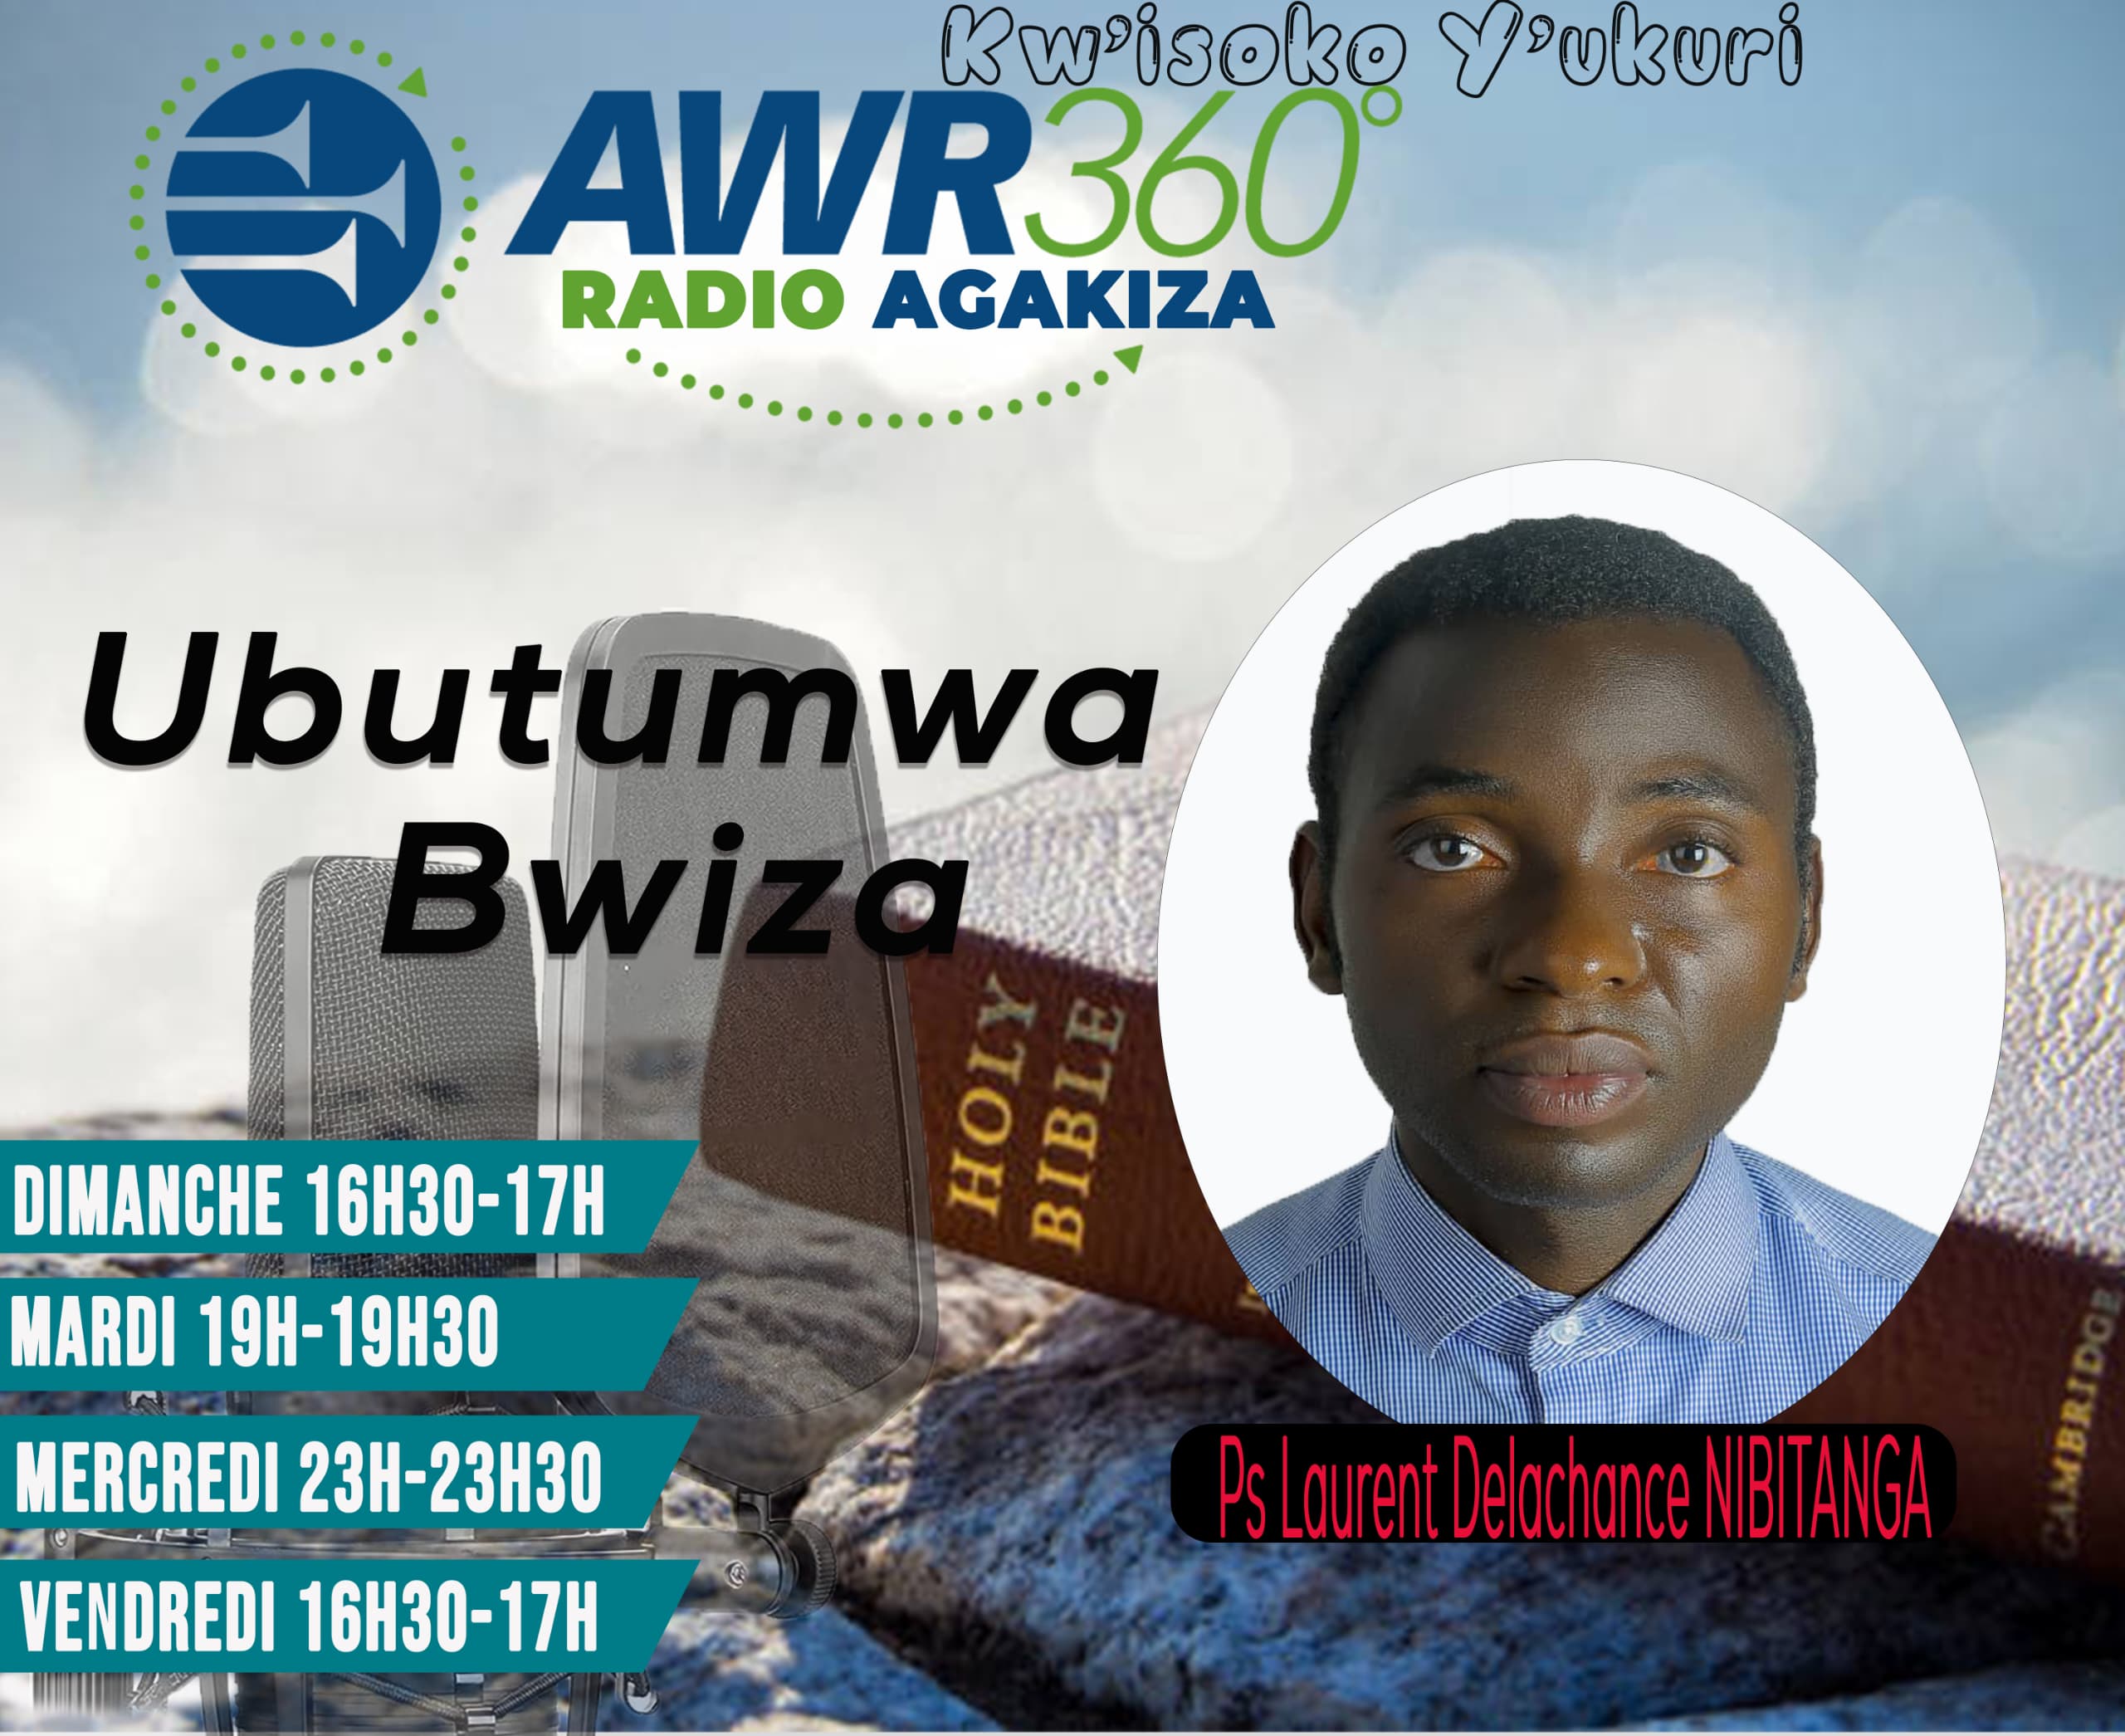 Kw'isoko Y'ukuri
AWR360°
RADIO AGAKIZA
Ubutumwa
Bwiza
HOLY
BIBLE
CAMBRIDGE
DIMANCHE 16H30-17H
MARDI 19H-19H30
MERCREDI 23H-23H30
VENDREDI 16H30-17H
Ps Laurent Delachance NIBITANGA